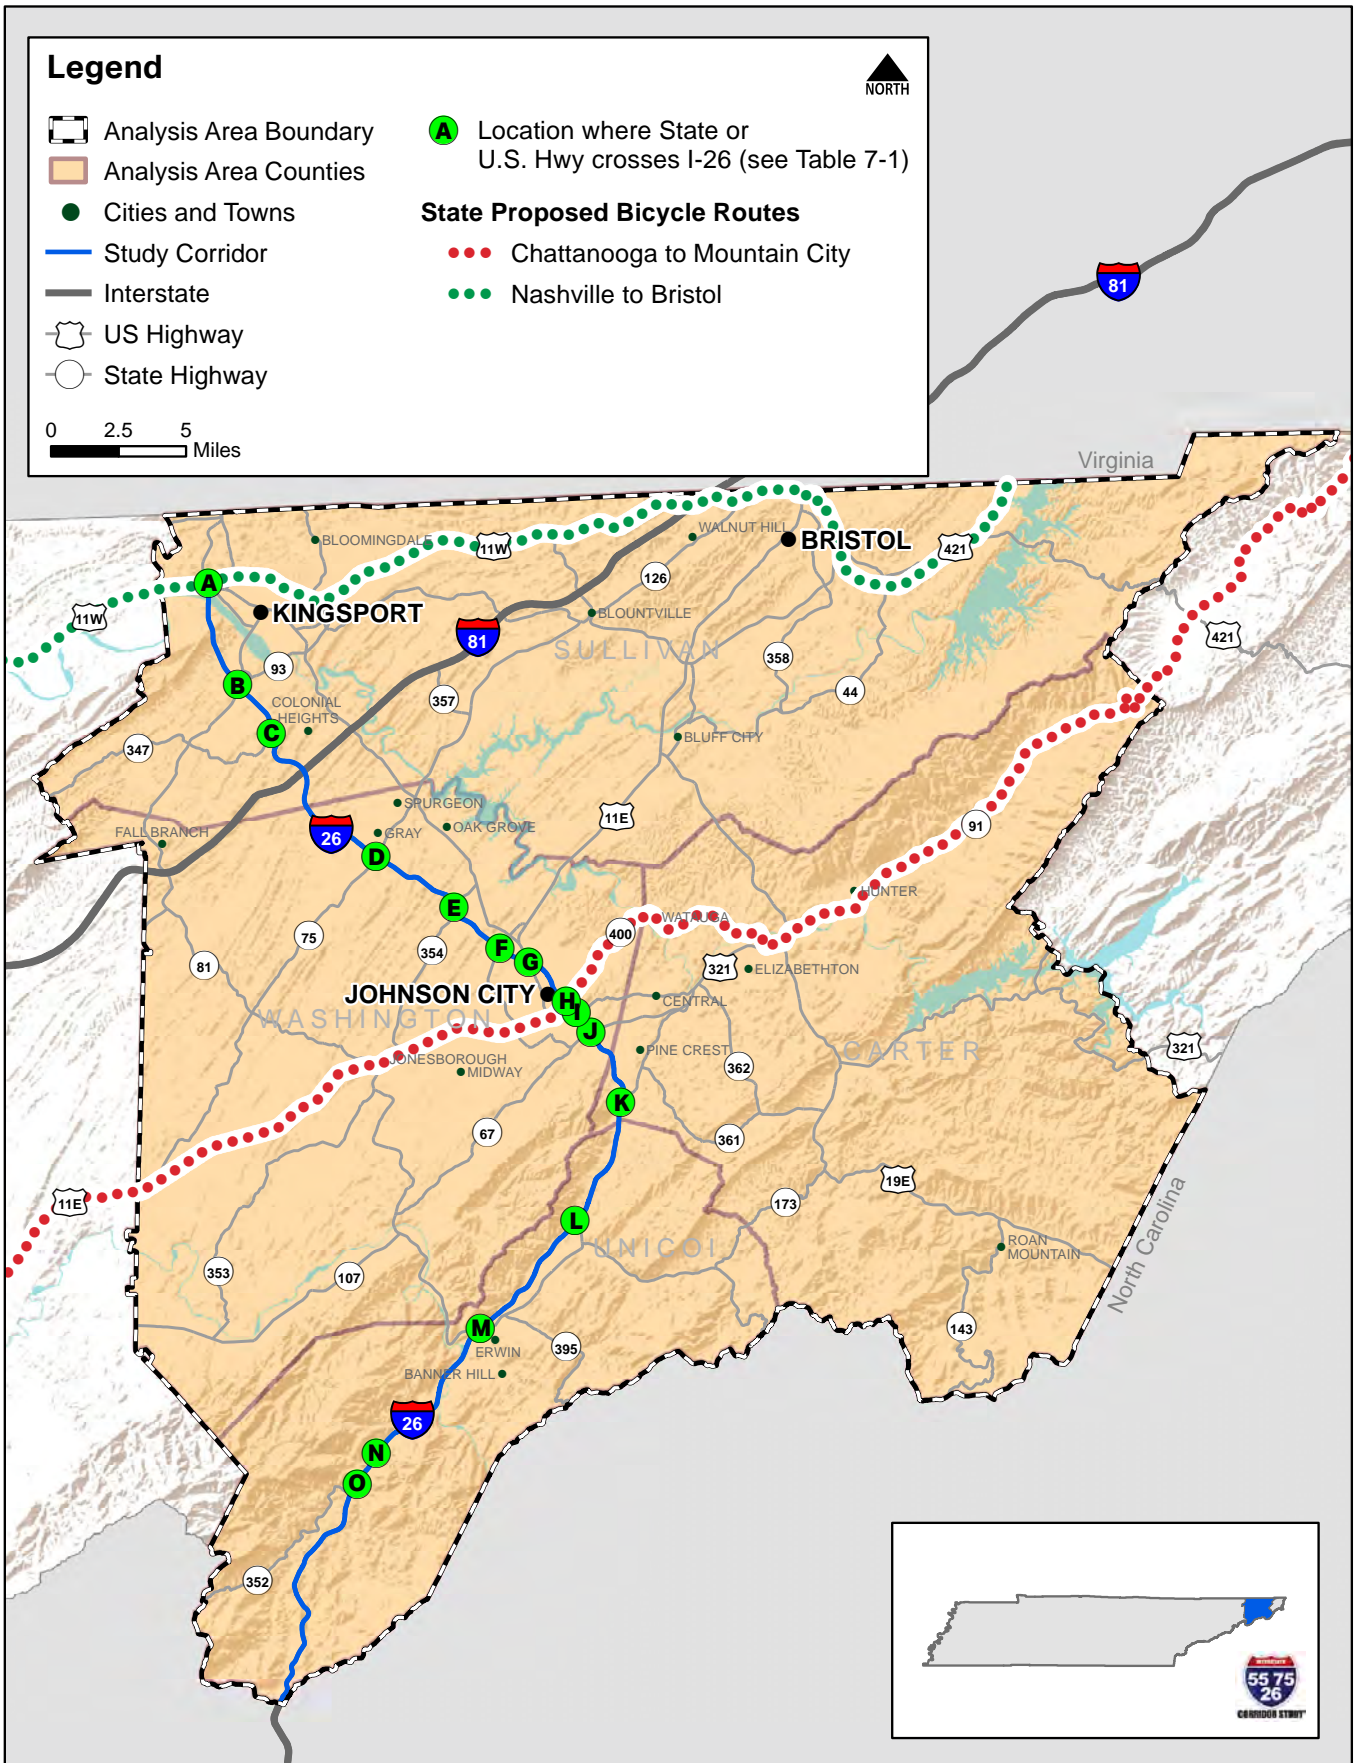 Legend
NORTH
Analysis Area Boundary
Analysis Area Counties
Cities and Towns
Study Corridor
Interstate
US Highway
State Highway
0 2.5 5
Miles
A Location where State or
U.S. Hwy crosses I-26 (see Table 7-1)
State Proposed Bicycle Routes
Chattanooga to Mountain City
Nashville to Bristol
81
Virginia
WALNUT HILL
BRISTOL
421
BLOOMINGDALE
11W
126
A
11W
KINGSPORT
BLOUNTVILLE
81
SULLIVAN
421
93
358
B
357
44
COLONIAL
HEIGHTS
C
347
BLUFF CITY
SPURGEON
11E
26
GRAY
OAK GROVE
FALL BRANCH
91
D
HUNTER
E
WATAUGA
75
354
F
400
81
G
321
ELIZABETHTON
JOHNSON CITY
H
CENTRAL
I
WASHINGTON
J
PINE CREST
CARTER
321
JONESBOROUGH
MIDWAY
362
K
67
361
11E
19E
173
L
UNICOI
ROAN
MOUNTAIN
North Carolina
353
107
M
ERWIN
395
143
BANNER HILL
26
N
O
352
INTERSTATE
55 75
26
CORRIDOR STUDY